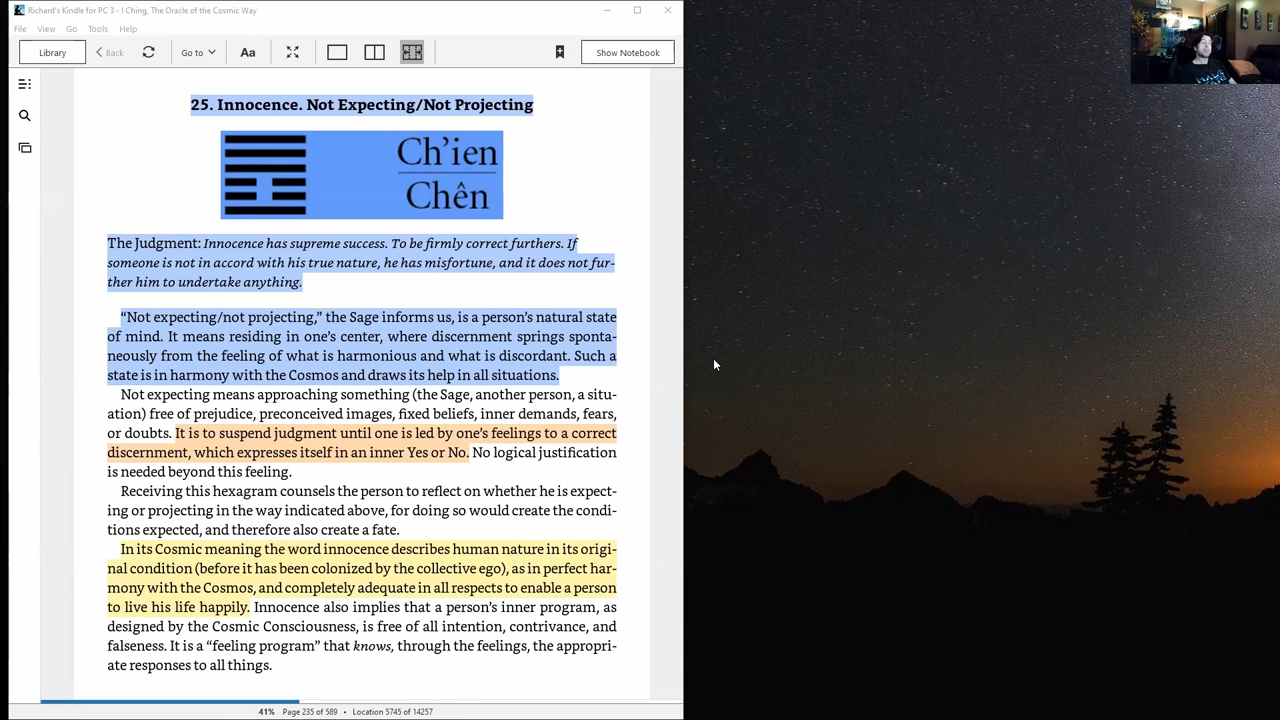 Richard's Kindle for PC 3 - I Ching, The Oracle of the Cosmic Way
File View Go Tools Help
Library Back Go to Aa Show Notebook
25. Innocence. Not Expecting/Not Projecting
Ch’ien
Chên
The Judgment: Innocence has supreme success. To be firmly correct furthers. If
someone is not in accord with his true nature, he has misfortune, and it does not fur-
ther him to undertake anything.
“Not expecting/not projecting,” the Sage informs us, is a person’s natural state
of mind. It means residing in one’s center, where discernment springs sponta-
neously from the feeling of what is harmonious and what is discordant. Such a
state is in harmony with the Cosmos and draws its help in all situations.
Not expecting means approaching something (the Sage, another person, a situ-
ation) free of prejudice, preconceived images, fixed beliefs, inner demands, fears,
or doubts. It is to suspend judgment until one is led by one’s feelings to a correct
discernment, which expresses itself in an inner Yes or No. No logical justification
is needed beyond this feeling.
Receiving this hexagram counsels the person to reflect on whether he is expect-
ing or projecting in the way indicated above, for doing so would create the condi-
tions expected, and therefore also create a fate.
In its Cosmic meaning the word innocence describes human nature in its origi-
nal condition (before it has been colonized by the collective ego), as in perfect har-
mony with the Cosmos, and completely adequate in all respects to enable a person
to live his life happily. Innocence also implies that a person’s inner program, as
designed by the Cosmic Consciousness, is free of all intention, contrivance, and
falseness. It is a “feeling program” that knows, through the feelings, the appropri-
ate responses to all things.
41% Page 235 of 589 • Location 5745 of 14257